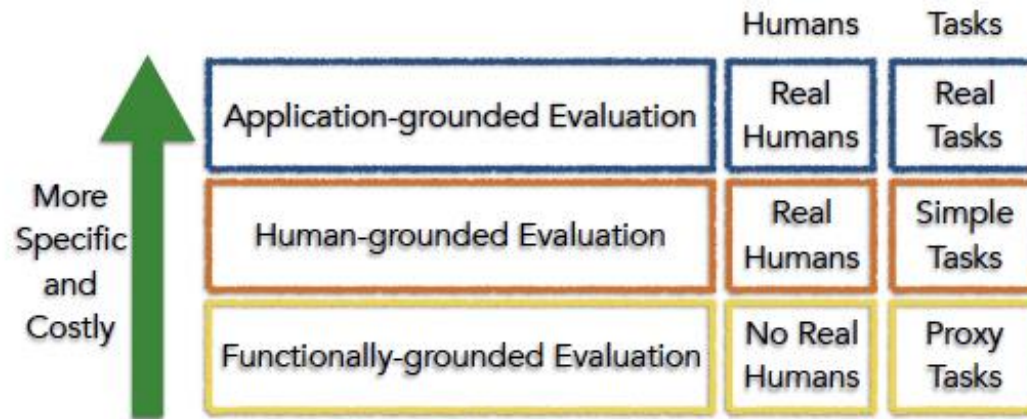 Humans Tasks
Application-grounded Evaluation
Real
Humans
Real
Tasks
More
Specific
and
Costly
Human-grounded Evaluation
Real
Humans
Simple
Tasks
Functionally-grounded Evaluation
No Real
Humans
Proxy
Tasks